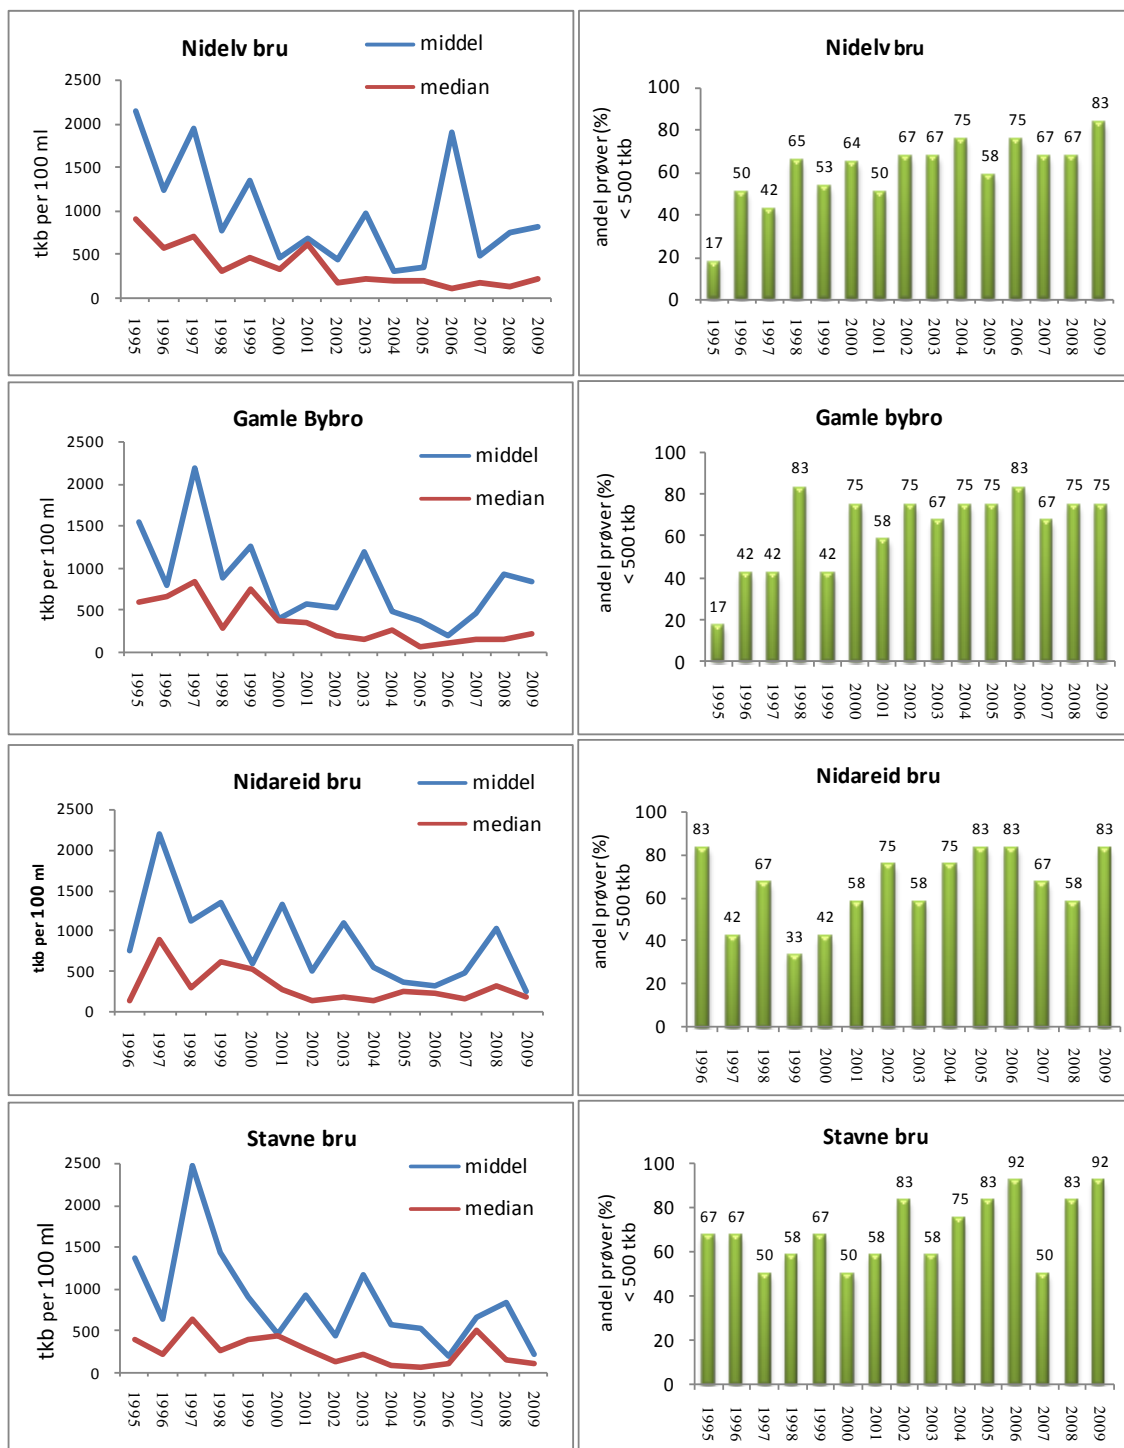 Nidelv bru
middel
median
tkb per 100 ml
2500
2000
1500
1000
500
0
1995 1996 1997 1998 1999 2000 2001 2002 2003 2004 2005 2006 2007 2008 2009
Nidelv bru
andel prøver (%)
< 500 tkb
100
80
60
40
20
0
17 50 42 65 53 64 50 67 67 75 58 75 67 67 83
1995 1996 1997 1998 1999 2000 2001 2002 2003 2004 2005 2006 2007 2008 2009
Gamle Bybro
middel
median
tkb per 100 ml
2500
2000
1500
1000
500
0
1995 1996 1997 1998 1999 2000 2001 2002 2003 2004 2005 2006 2007 2008 2009
Gamle bybro
andel prøver (%)
< 500 tkb
100
80
60
40
20
0
17 42 42 83 42 75 58 75 67 75 75 83 67 75 75
1995 1996 1997 1998 1999 2000 2001 2002 2003 2004 2005 2006 2007 2008 2009
Nidareid bru
middel
median
tkb per 100 ml
2500
2000
1500
1000
500
0
1996 1997 1998 1999 2000 2001 2002 2003 2004 2005 2006 2007 2008 2009
Nidareid bru
andel prøver (%)
< 500 tkb
100
80
60
40
20
0
83 42 67 33 42 58 75 58 75 83 83 67 58 83
1996 1997 1998 1999 2000 2001 2002 2003 2004 2005 2006 2007 2008 2009
Stavne bru
middel
median
tkb per 100 ml
2500
2000
1500
1000
500
0
1995 1996 1997 1998 1999 2000 2001 2002 2003 2004 2005 2006 2007 2008 2009
Stavne bru
andel prøver (%)
< 500 tkb
100
80
60
40
20
0
67 67 50 58 67 50 58 83 58 75 83 92 50 83 92
1995 1996 1997 1998 1999 2000 2001 2002 2003 2004 2005 2006 2007 2008 2009